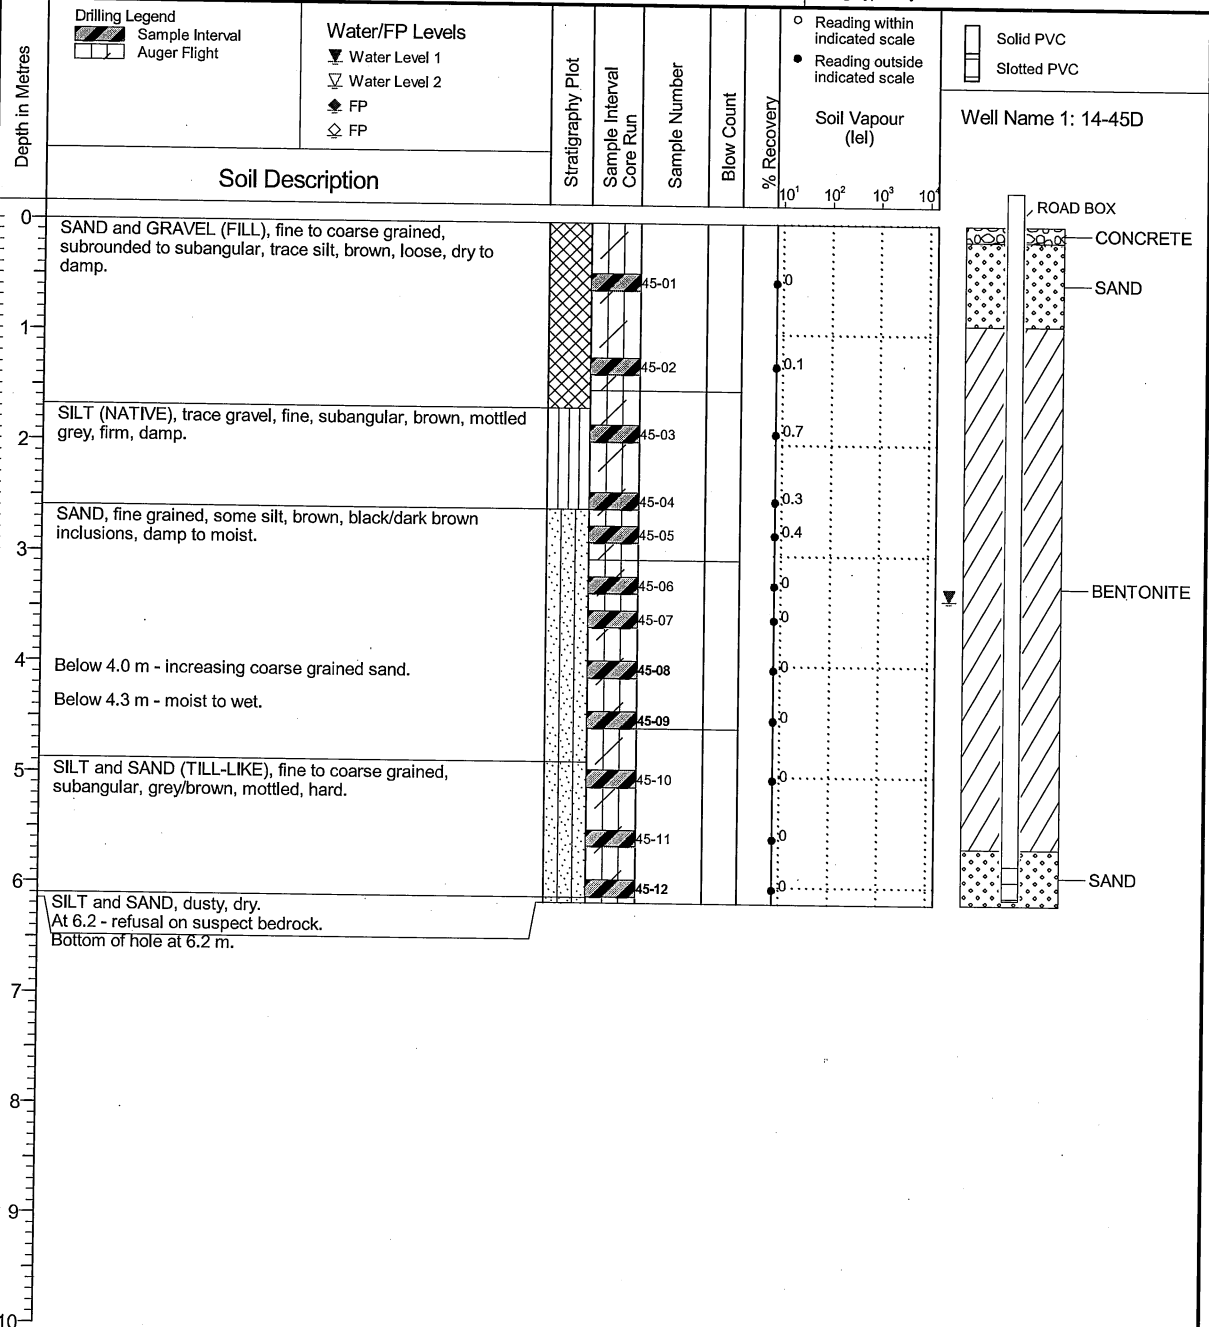 Drilling Legend
Sample Interval
Auger Flight
Water/FP Levels
Water Level 1
Water Level 2
FP
FP
Depth in Metres
Soil Description
Stratigraphy Plot
Sample Interval
Core Run
Sample Number
Blow Count
% Recovery
Reading within
indicated scale
Reading outside
indicated scale
Soil Vapour
(lel)
10¹ 10² 10³ 10⁴
Solid PVC
Slotted PVC
Well Name 1: 14-45D
0
SAND and GRAVEL (FILL), fine to coarse grained,
subrounded to subangular, trace silt, brown, loose, dry to
damp.
45-01
0
1
45-02
0.1
SILT (NATIVE), trace gravel, fine, subangular, brown, mottled
grey, firm, damp.
2
45-03
0.7
45-04
0.3
SAND, fine grained, some silt, brown, black/dark brown
inclusions, damp to moist.
45-05
0.4
3
45-06
0
45-07
0
4
Below 4.0 m - increasing coarse grained sand.
45-08
0
Below 4.3 m - moist to wet.
45-09
0
5
SILT and SAND (TILL-LIKE), fine to coarse grained,
subangular, grey/brown, mottled, hard.
45-10
0
45-11
0
6
45-12
0
SILT and SAND, dusty, dry.
At 6.2 - refusal on suspect bedrock.
Bottom of hole at 6.2 m.
7
8
9
10
ROAD BOX
CONCRETE
SAND
BENTONITE
SAND